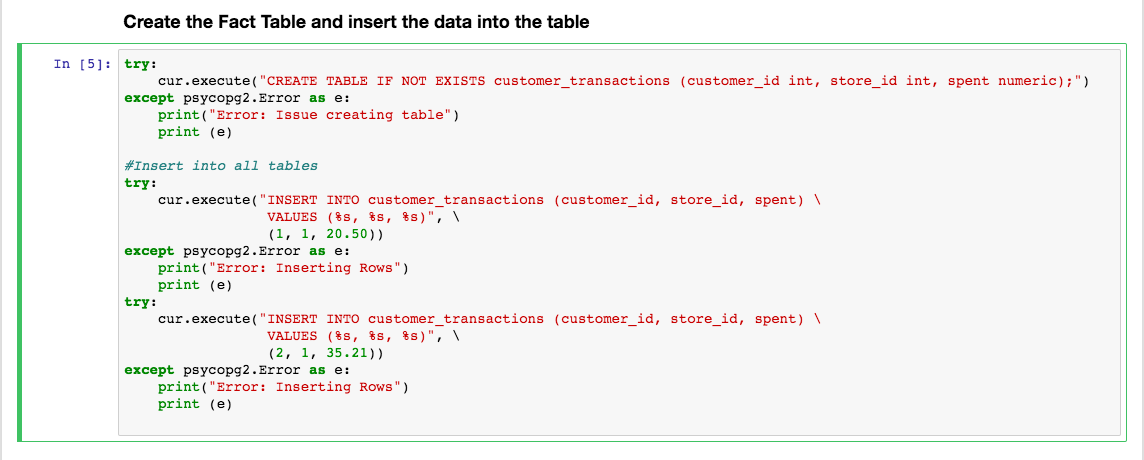 Create the Fact Table and insert the data into the table
In [5]: try:
    cur.execute("CREATE TABLE IF NOT EXISTS customer_transactions (customer_id int, store_id int, spent numeric);")
except psycopg2.Error as e:
    print("Error: Issue creating table")
    print (e)

#Insert into all tables
try:
    cur.execute("INSERT INTO customer_transactions (customer_id, store_id, spent) \
                 VALUES (%s, %s, %s)", \
                 (1, 1, 20.50))
except psycopg2.Error as e:
    print("Error: Inserting Rows")
    print (e)
try:
    cur.execute("INSERT INTO customer_transactions (customer_id, store_id, spent) \
                 VALUES (%s, %s, %s)", \
                 (2, 1, 35.21))
except psycopg2.Error as e:
    print("Error: Inserting Rows")
    print (e)